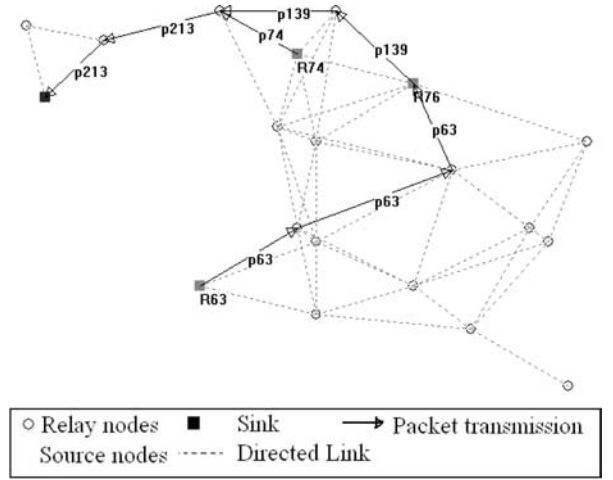 p213
p139
p74
p213
R74
p139
R76
p63
p63
p63
R63
Relay nodes
Sink
Packet transmission
Source nodes
Directed Link